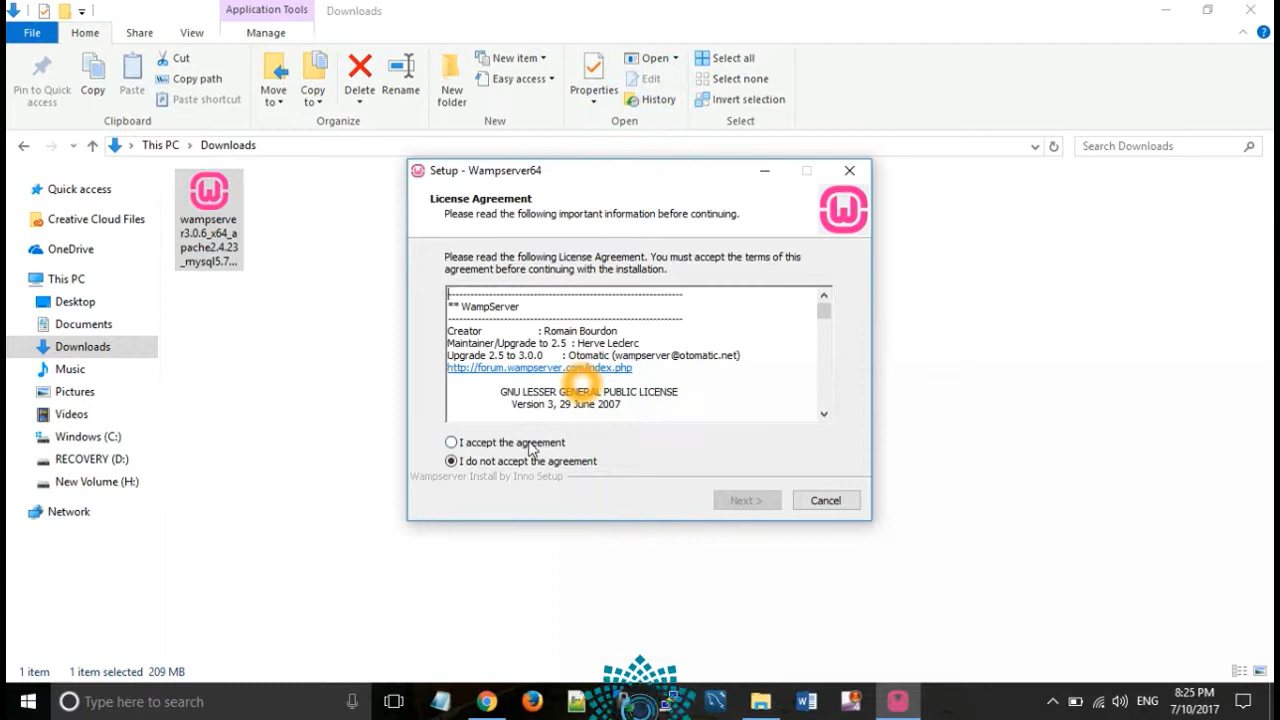 Application Tools
Downloads
File
Home
Share
View
Manage
Pin to Quick
access
Copy
Paste
Cut
Copy path
Paste shortcut
Clipboard
Move
to
Copy
to
Delete
Rename
Organize
New
folder
New item
Easy access
New
Properties
Open
Edit
History
Open
Select all
Select none
Invert selection
Select
This PC
Downloads
Search Downloads
Quick access
Creative Cloud Files
OneDrive
This PC
Desktop
Documents
Downloads
Music
Pictures
Videos
Windows (C:)
RECOVERY (D:)
New Volume (H:)
Network
wampserve
r3.0.6_x64_a
pache2.4.23
_mysql5.7...
Setup - Wampserver64
License Agreement
Please read the following important information before continuing.
Please read the following License Agreement. You must accept the terms of this
agreement before continuing with the installation.
----------------------------------------------------------
** WampServer
----------------------------------------------------------
Creator : Romain Bourdon
Maintainer/Upgrade to 2.5 : Herve Leclerc
Upgrade 2.5 to 3.0.0 : Otomatic (wampserver@otomatic.net)
http://forum.wampserver.com/index.php
GNU LESSER GENERAL PUBLIC LICENSE
Version 3, 29 June 2007
I accept the agreement
I do not accept the agreement
Wampserver Install by Inno Setup
Next >
Cancel
1 item
1 item selected 209 MB
Type here to search
ENG
8:25 PM
7/10/2017